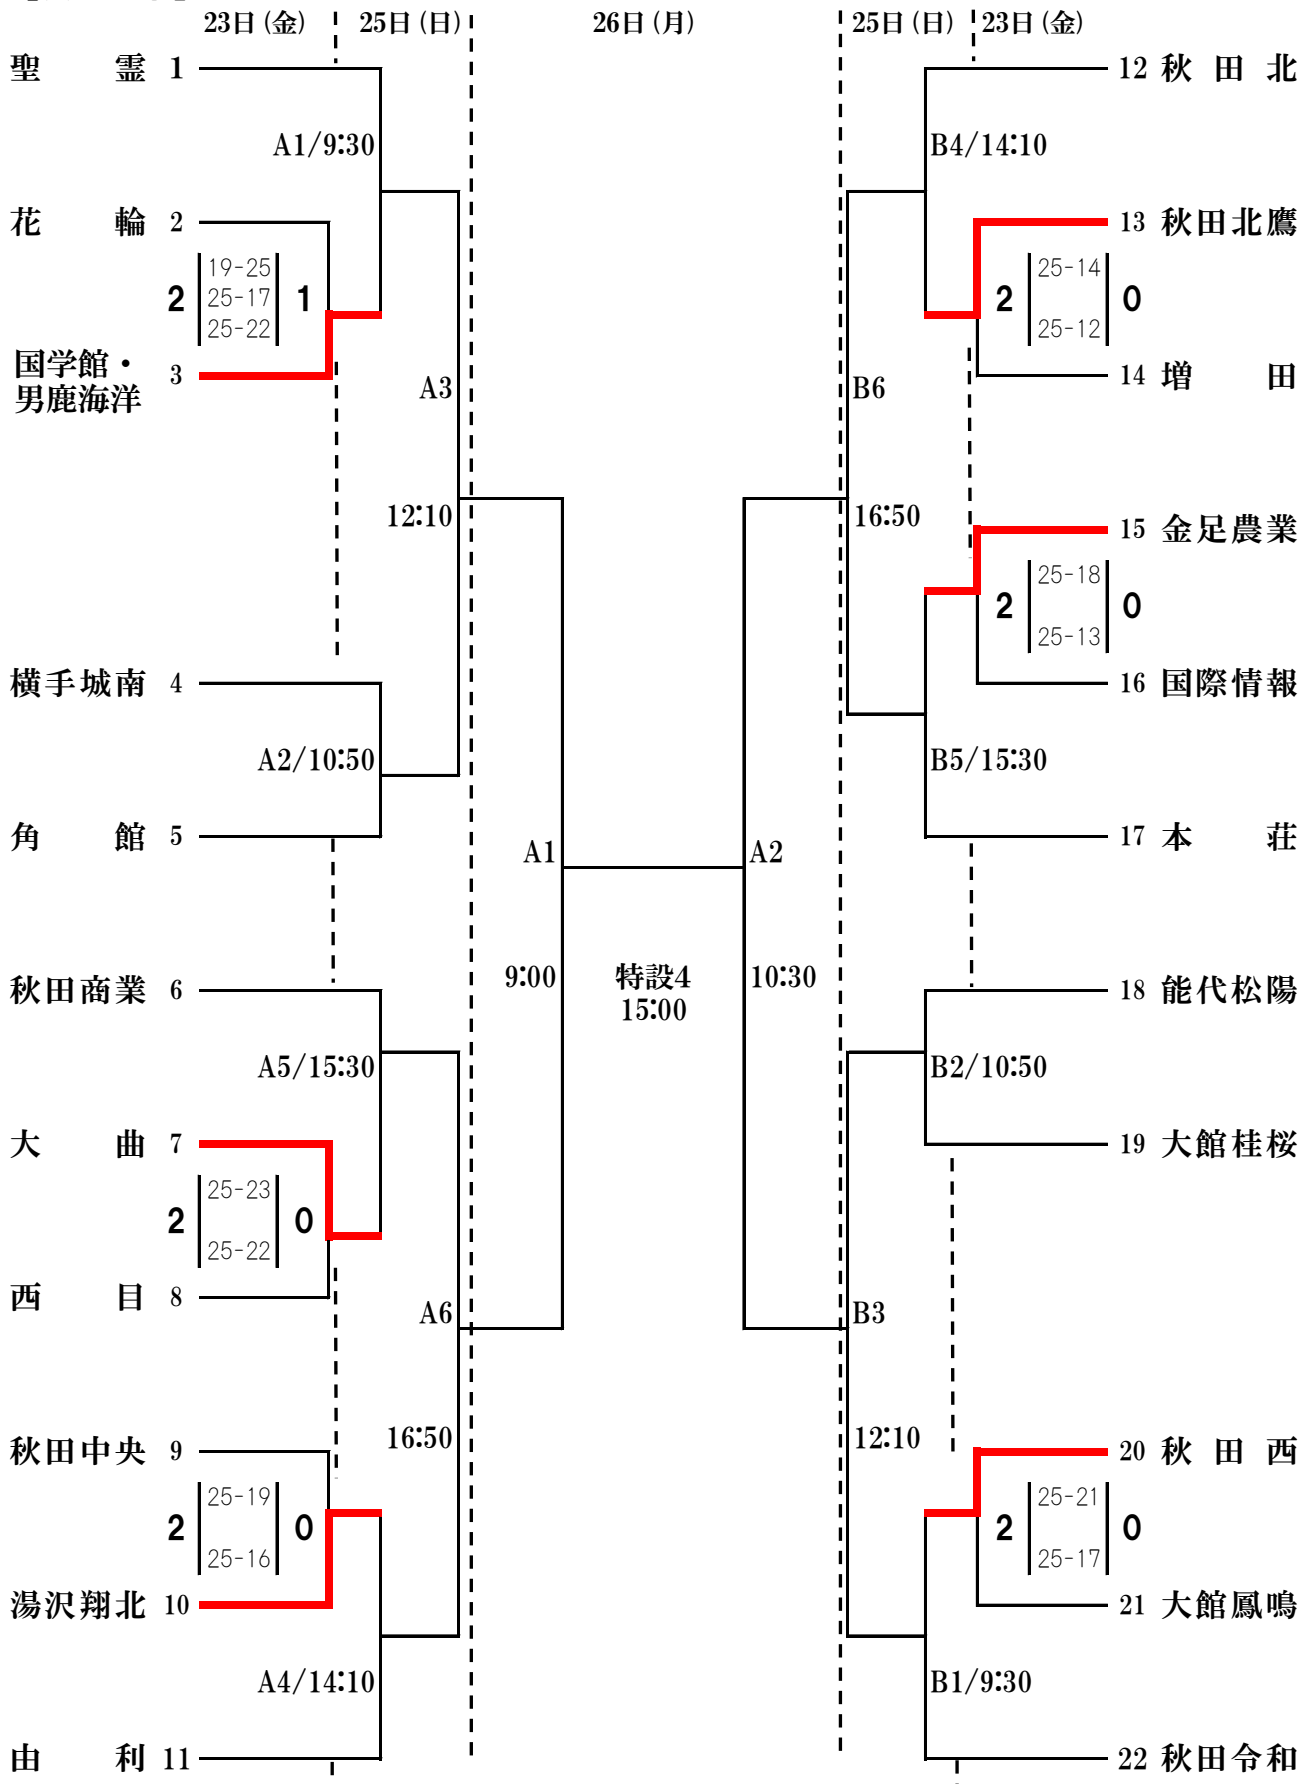 23日(金) 25日(日) 26日(月) 25日(日) 23日(金)
聖霊 1
A1/9:30
花輪 2
2 19-25 1
25-17
25-22
国学館・
男鹿海洋 3
A3
12:10
横手城南 4
A2/10:50
角館 5
秋田商業 6
A5/15:30
大曲 7
2 25-23 0
25-22
西目 8
A6
16:50
秋田中央 9
2 25-19 0
25-16
湯沢翔北 10
A4/14:10
由利 11
A1
9:00
特設4
15:00
A2
10:30
12 秋田北
B4/14:10
13 秋田北鷹
2 25-14 0
25-12
14 増田
B6
16:50
15 金足農業
2 25-18 0
25-13
16 国際情報
B5/15:30
17 本荘
18 能代松陽
B2/10:50
19 大館桂桜
B3
12:10
20 秋田西
2 25-21 0
25-17
21 大館鳳鳴
B1/9:30
22 秋田令和